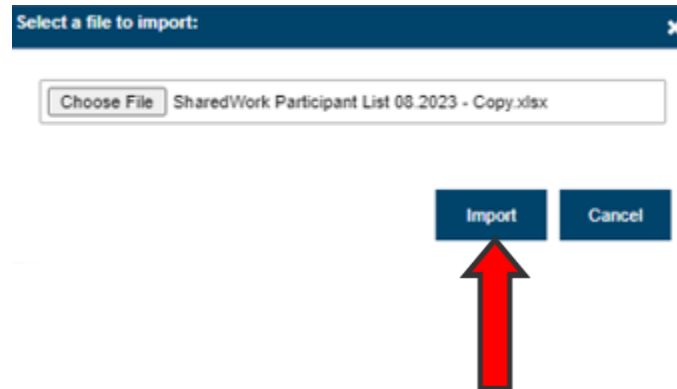 Select a file to import:
Choose File SharedWork Participant List 08.2023 - Copy.xlsx
Import Cancel